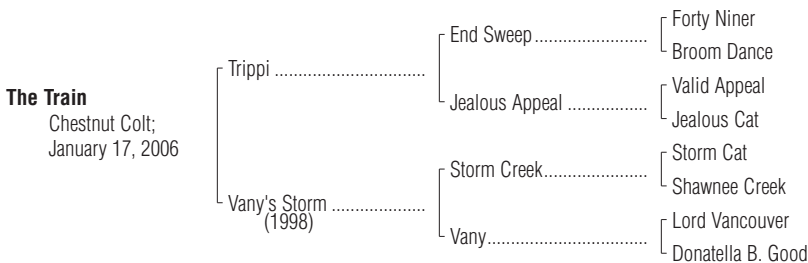 The Train
Chestnut Colt;
January 17, 2006
Trippi ................................
Vany's Storm ....................
(1998)
End Sweep........................
Jealous Appeal .................
Storm Creek......................
Vany..................................
Forty Niner
Broom Dance
Valid Appeal
Jealous Cat
Storm Cat
Shawnee Creek
Lord Vancouver
Donatella B. Good